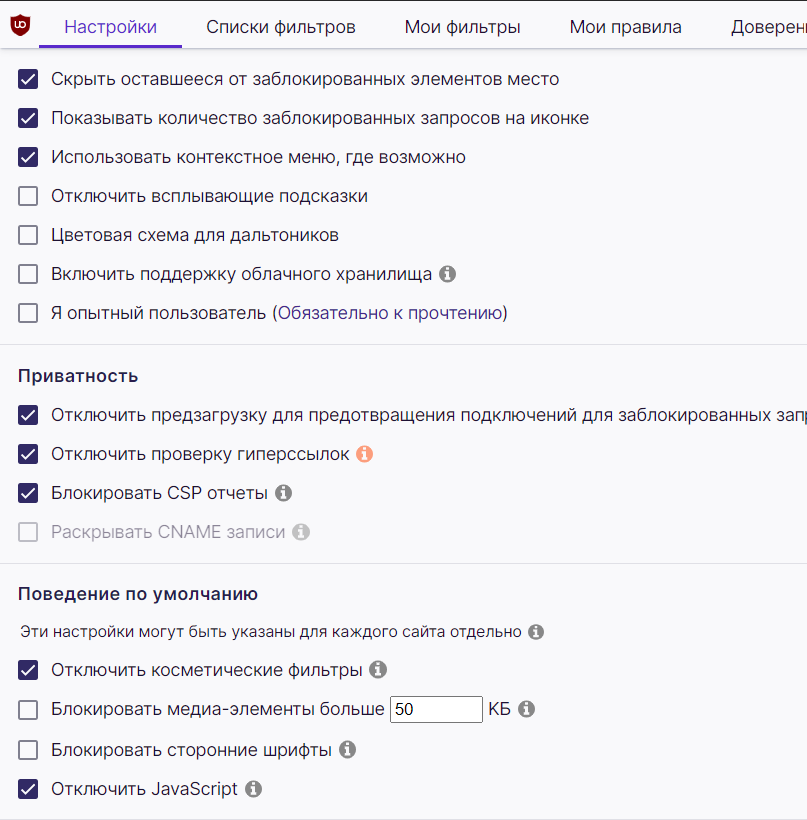 Настройки Списки фильтров Мои фильтры Мои правила Доверен
Скрыть оставшееся от заблокированных элементов место
Показывать количество заблокированных запросов на иконке
Использовать контекстное меню, где возможно
Отключить всплывающие подсказки
Цветовая схема для дальтоников
Включить поддержку облачного хранилища
Я опытный пользователь (Обязательно к прочтению)
Приватность
Отключить предзагрузку для предотвращения подключений для заблокированных зап
Отключить проверку гиперссылок
Блокировать CSP отчеты
Раскрывать CNAME записи
Поведение по умолчанию
Эти настройки могут быть указаны для каждого сайта отдельно
Отключить косметические фильтры
Блокировать медиа-элементы больше 50 КБ
Блокировать сторонние шрифты
Отключить JavaScript